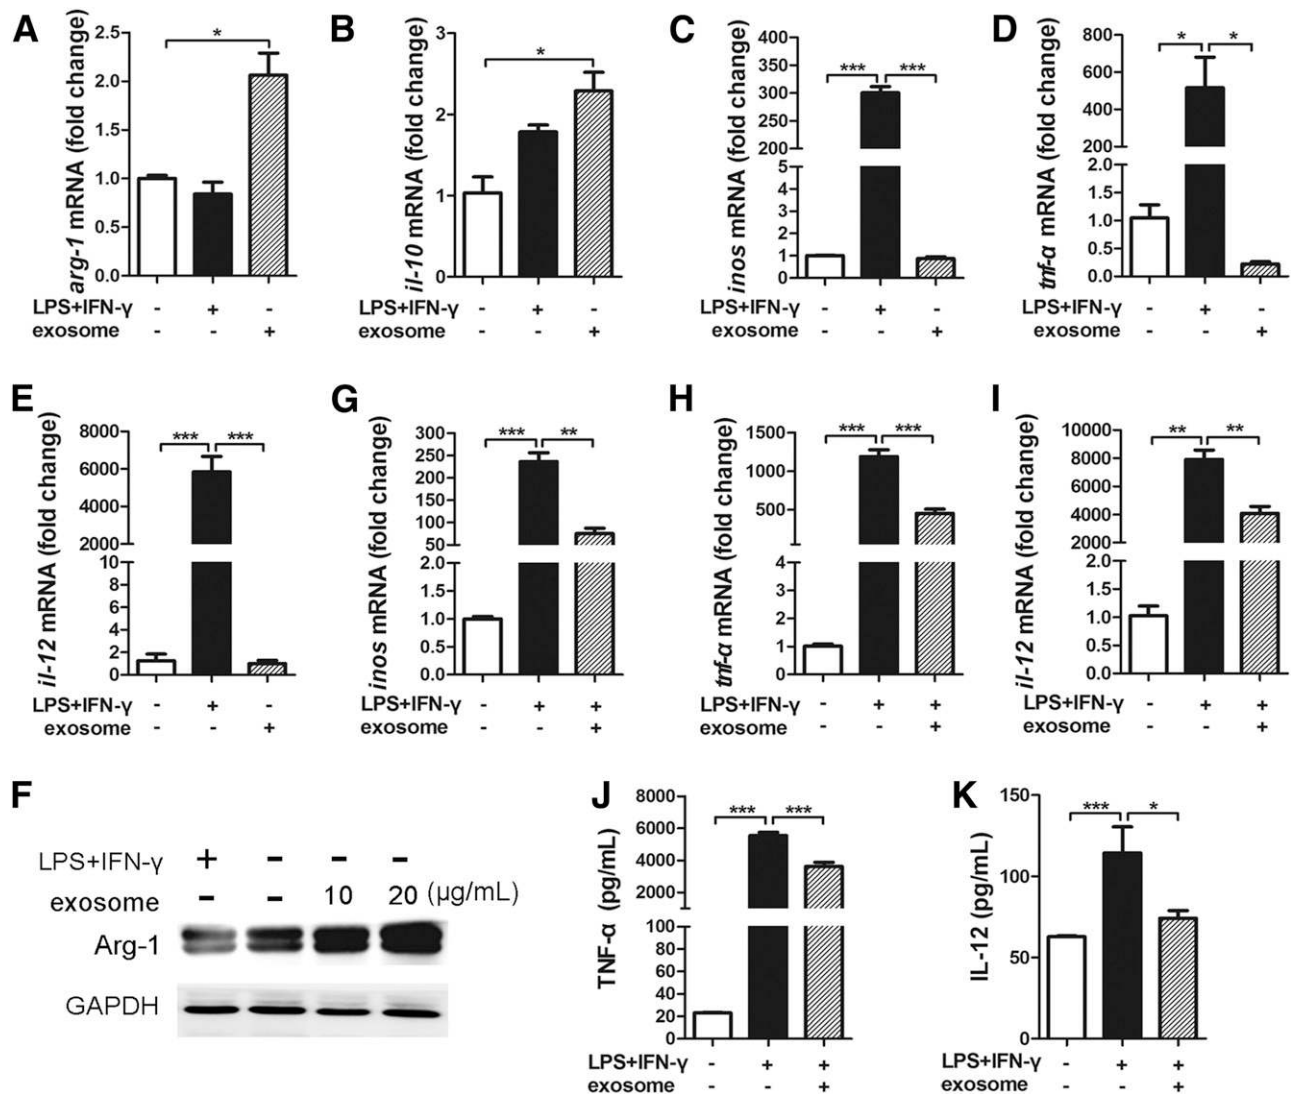 A
arg-1 mRNA (fold change)
2.5
2.0
1.5
1.0
0.5
0.0
*
LPS+IFN-γ - + -
exosome - - +
B
il-10 mRNA (fold change)
3
2
1
0
*
LPS+IFN-γ - + -
exosome - - +
C
inos mRNA (fold change)
400
350
300
250
200
5
4
3
2
1
0
*** ***
LPS+IFN-γ - + -
exosome - - +
D
tnf-α mRNA (fold change)
800
600
400
200
2.0
1.5
1.0
0.5
0.0
* *
LPS+IFN-γ - + -
exosome - - +
E
il-12 mRNA (fold change)
8000
6000
4000
2000
10
8
6
4
2
0
*** ***
LPS+IFN-γ - + -
exosome - - +
G
inos mRNA (fold change)
300
250
200
150
100
50
2.0
1.5
1.0
0.5
0.0
*** **
LPS+IFN-γ - + +
exosome - - +
H
tnf-α mRNA (fold change)
1500
1000
500
4
3
2
1
0
*** ***
LPS+IFN-γ - + +
exosome - - +
I
il-12 mRNA (fold change)
10000
8000
6000
4000
2000
2.0
1.5
1.0
0.5
0.0
** **
LPS+IFN-γ - + +
exosome - - +
F
LPS+IFN-γ + - - -
exosome - - 10 20 (μg/mL)
Arg-1
GAPDH
J
TNF-α (pg/mL)
8000
6000
4000
2000
100
80
60
40
20
0
*** ***
LPS+IFN-γ - + +
exosome - - +
K
IL-12 (pg/mL)
150
100
50
0
*** *
LPS+IFN-γ - + +
exosome - - +